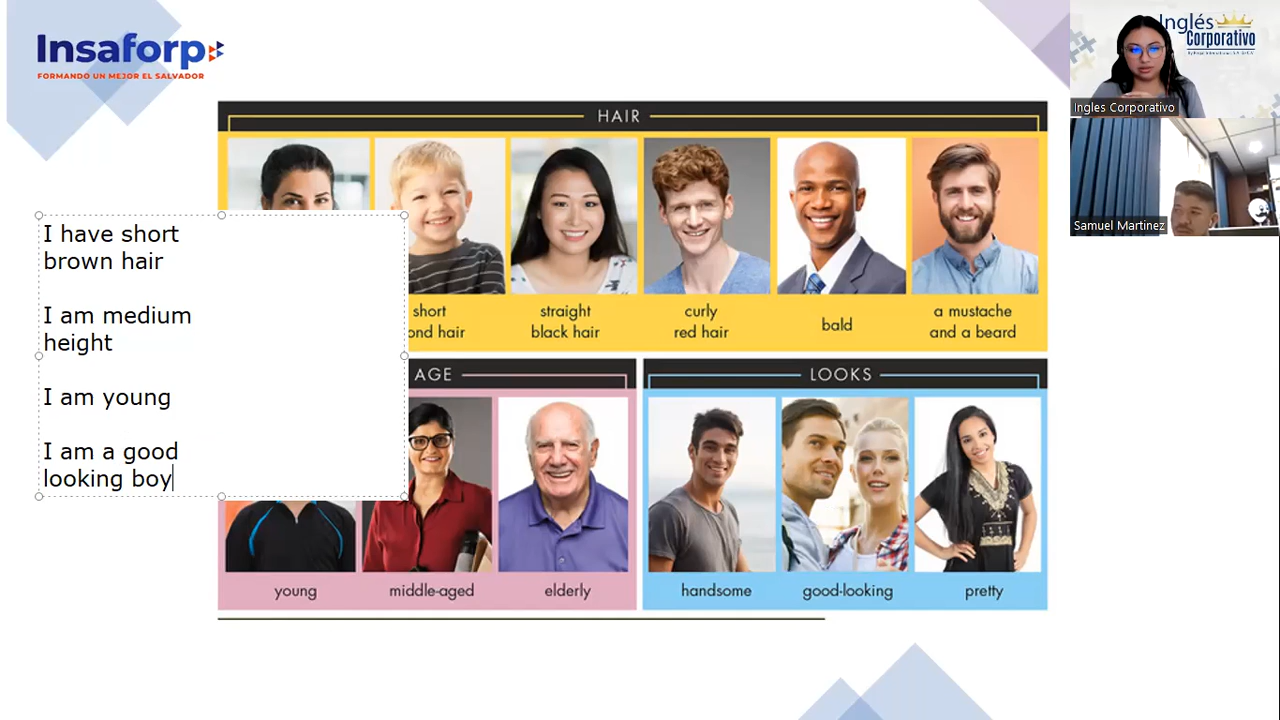 Insaforp
FORMANDO UN MEJOR EL SALVADOR
Inglés
Corporativo
Ingles Corporativo
Samuel Martinez
HAIR
I have short
brown hair
I am medium
height
I am young
I am a good
looking boy
short
ond hair
straight
black hair
curly
red hair
bald
a mustache
and a beard
AGE
young
middle-aged
elderly
LOOKS
handsome
good-looking
pretty